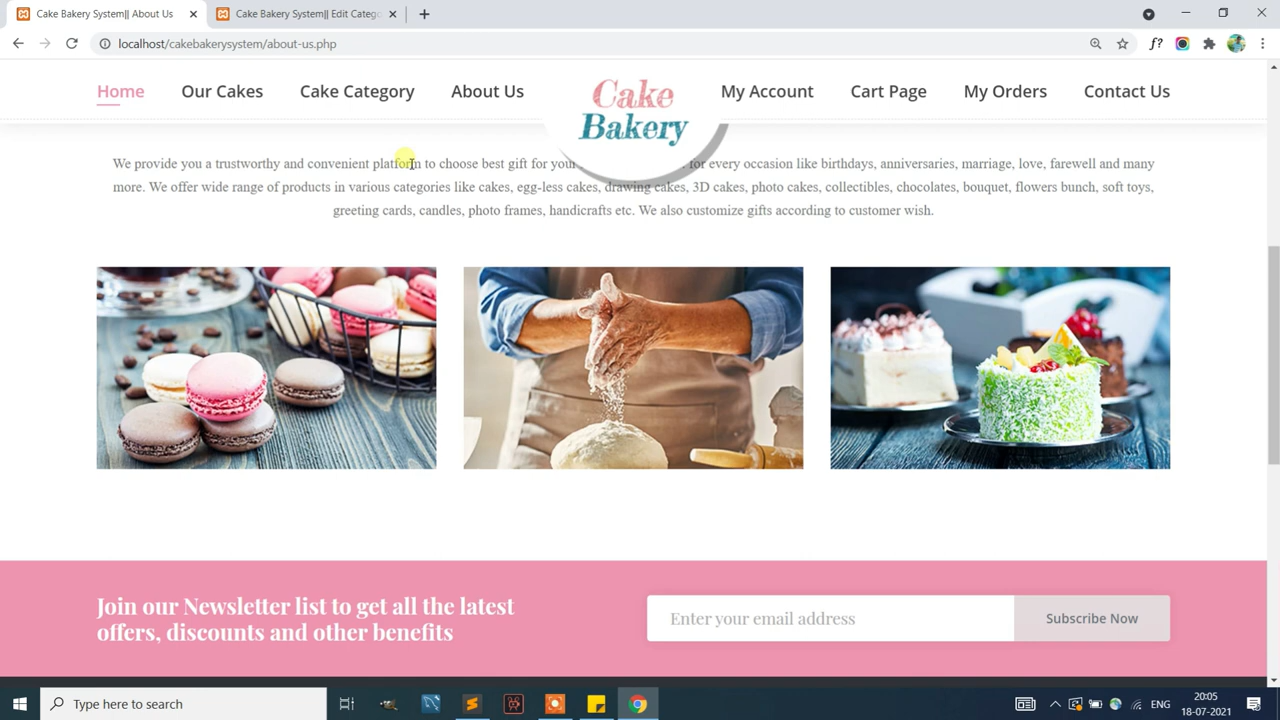 Cake Bakery System|| About Us
Cake Bakery System|| Edit Catego
localhost/cakebakerysystem/about-us.php
f?
Home
Our Cakes
Cake Category
About Us
Cake
Bakery
My Account
Cart Page
My Orders
Contact Us
We provide you a trustworthy and convenient platform to choose best gift for your for every occasion like birthdays, anniversaries, marriage, love, farewell and many
more. We offer wide range of products in various categories like cakes, egg-less cakes, drawing cakes, 3D cakes, photo cakes, collectibles, chocolates, bouquet, flowers bunch, soft toys,
greeting cards, candles, photo frames, handicrafts etc. We also customize gifts according to customer wish.
Join our Newsletter list to get all the latest
offers, discounts and other benefits
Enter your email address
Subscribe Now
Type here to search
ENG
20:05
18-07-2021